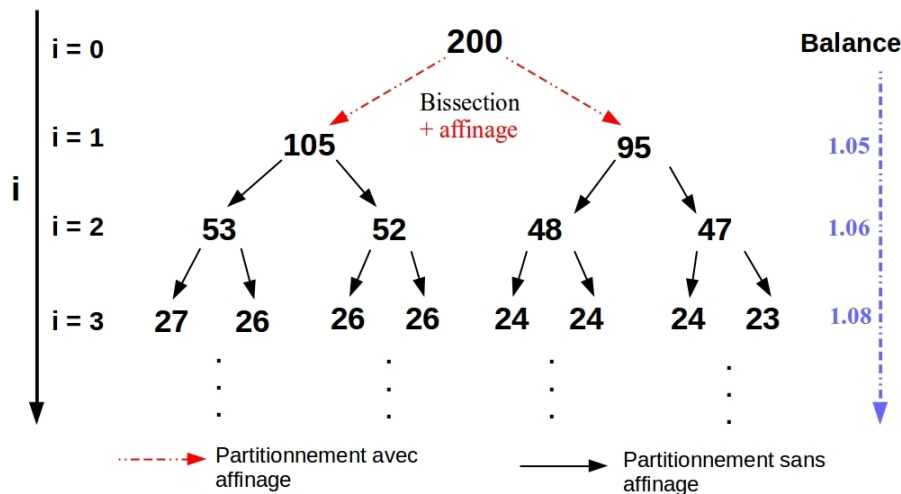 i = 0 200 Balance
Bissection
+ affinage
i = 1 105 95 1.05
i
i = 2 53 52 48 47 1.06
i = 3 27 26 26 26 24 24 24 23 1.08
Partitionnement avec
affinage
Partitionnement sans
affinage